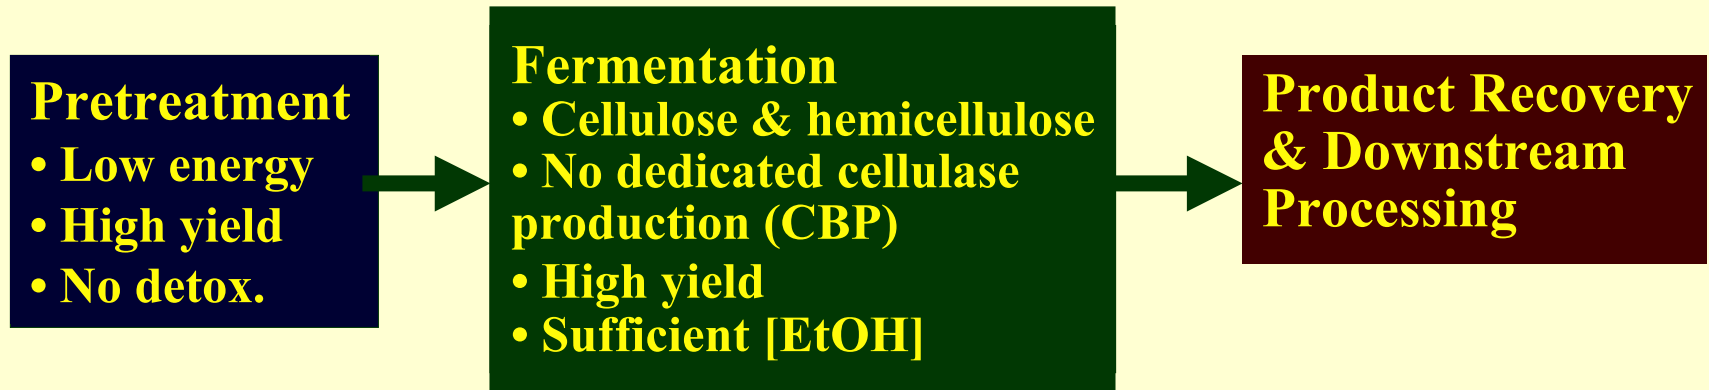 Pretreatment
• Low energy
• High yield
• No detox.
Fermentation
• Cellulose & hemicellulose
• No dedicated cellulase
production (CBP)
• High yield
• Sufficient [EtOH]
Product Recovery
& Downstream
Processing